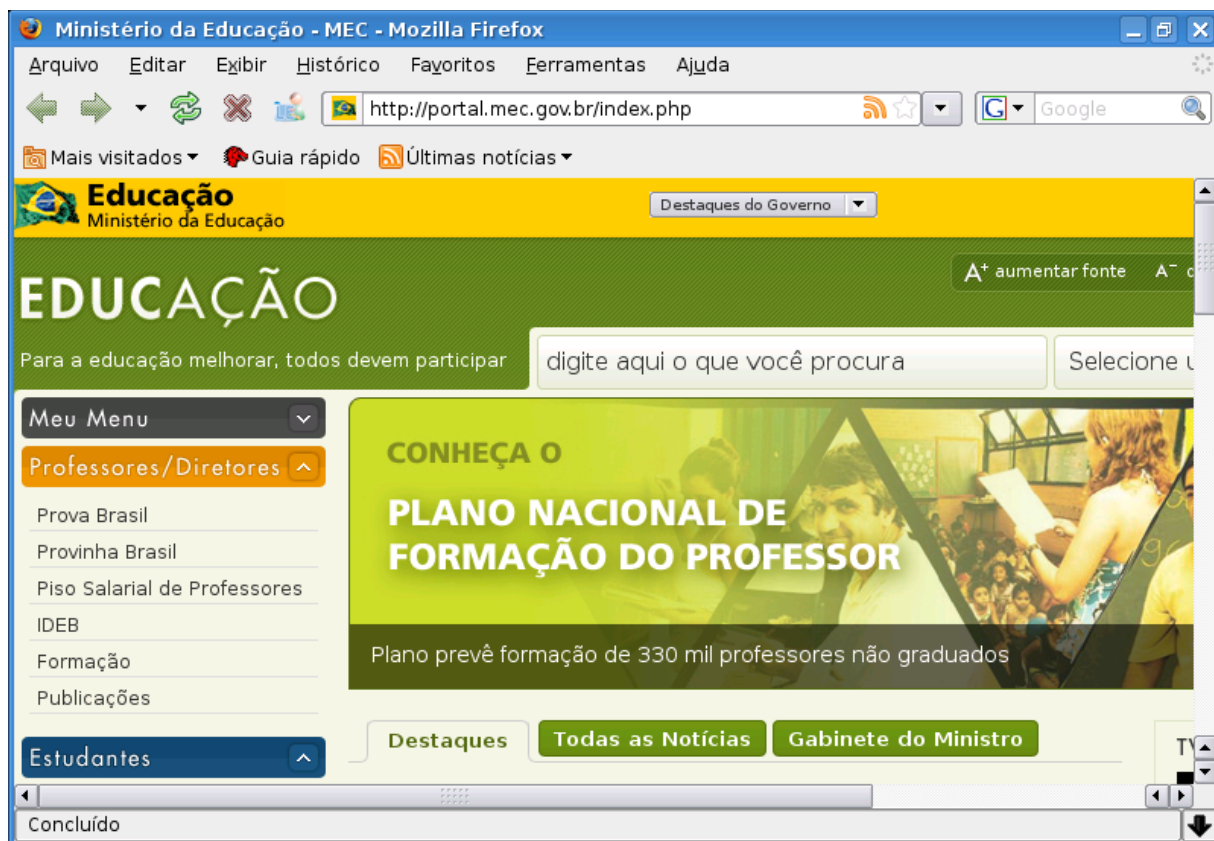 Ministério da Educação - MEC - Mozilla Firefox
Arquivo Editar Exibir Histórico Favoritos Ferramentas Ajuda
http://portal.mec.gov.br/index.php
G Google
Mais visitados Guia rápido Últimas notícias
Educação
Ministério da Educação
Destaques do Governo
A+ aumentar fonte A-
EDUCAÇÃO
Para a educação melhorar, todos devem participar
digite aqui o que você procura
Selecione
Meu Menu
Professores/Diretores
Prova Brasil
Provinha Brasil
Piso Salarial de Professores
IDEB
Formação
Publicações
Estudantes
CONHEÇA O
PLANO NACIONAL DE
FORMAÇÃO DO PROFESSOR
Plano prevê formação de 330 mil professores não graduados
Destaques Todas as Notícias Gabinete do Ministro
Concluído